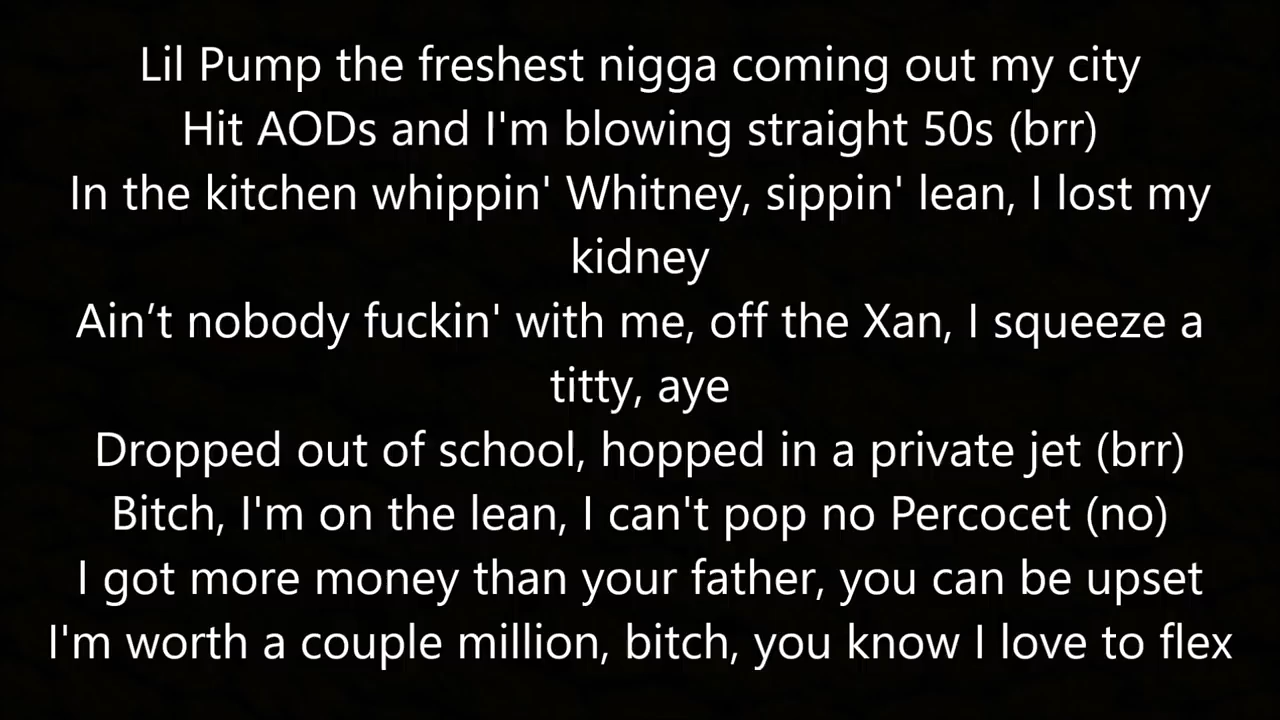 Lil Pump the freshest nigga coming out my city
Hit AODs and I'm blowing straight 50s (brr)
In the kitchen whippin' Whitney, sippin' lean, I lost my
kidney
Ain’t nobody fuckin' with me, off the Xan, I squeeze a
titty, aye
Dropped out of school, hopped in a private jet (brr)
Bitch, I'm on the lean, I can't pop no Percocet (no)
I got more money than your father, you can be upset
I'm worth a couple million, bitch, you know I love to flex